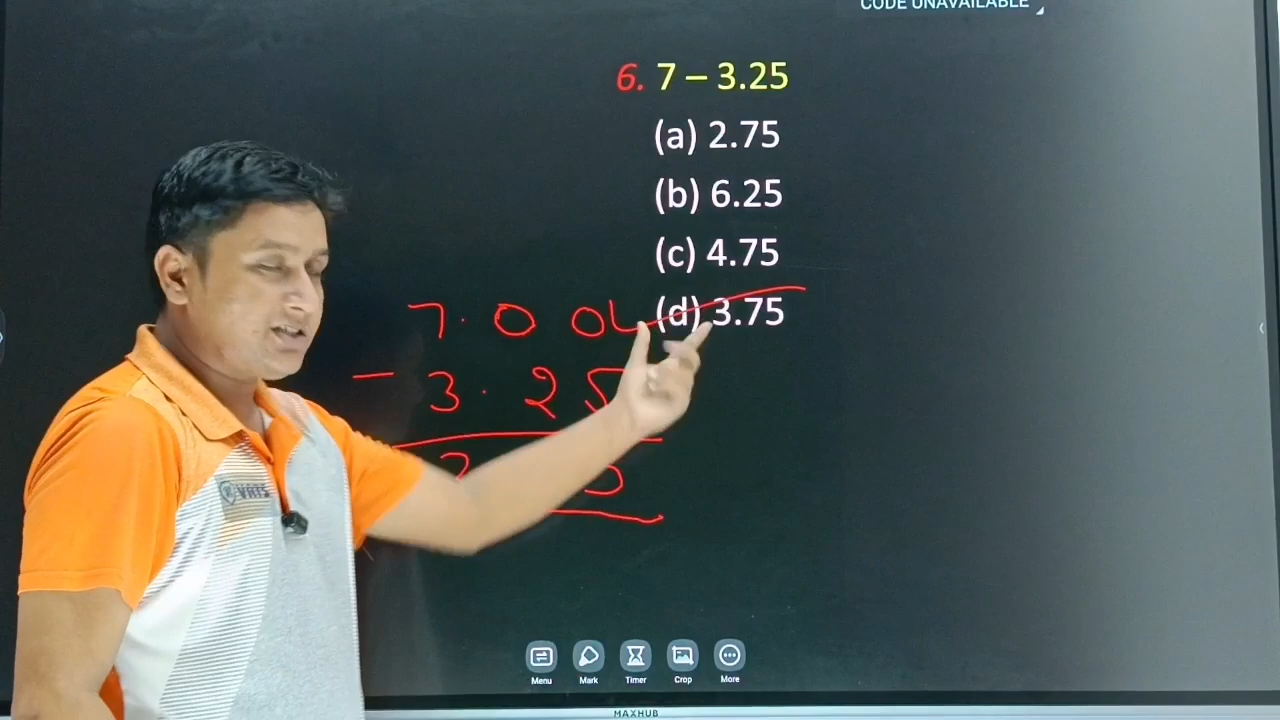 CODE UNAVAILABLE
6. 7 – 3.25
(a) 2.75
(b) 6.25
(c) 4.75
(d) 3.75
7.00
- 3.25
VRTS
Menu Mark Timer Crop More
MAXHUB